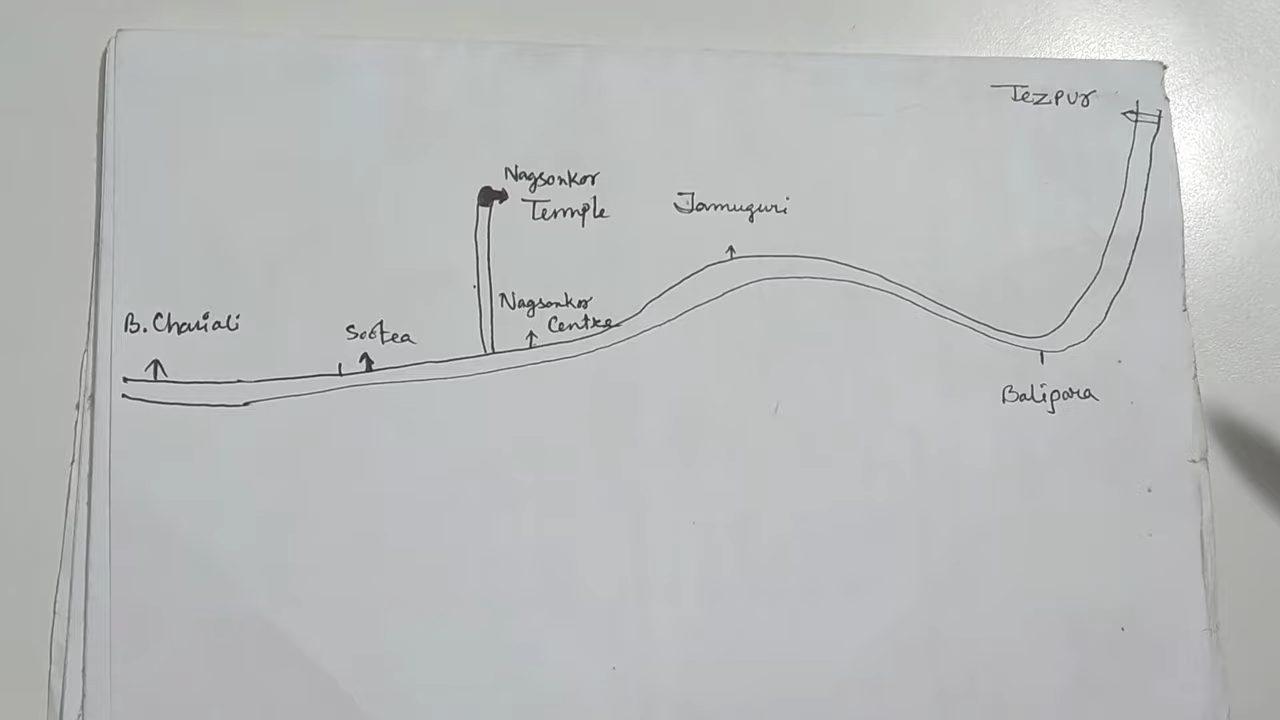 Tezpur
Nagsonkor
Temple
Jamuguri
Nagsonkor
Centre
B. Chariali
Sootea
Balipara